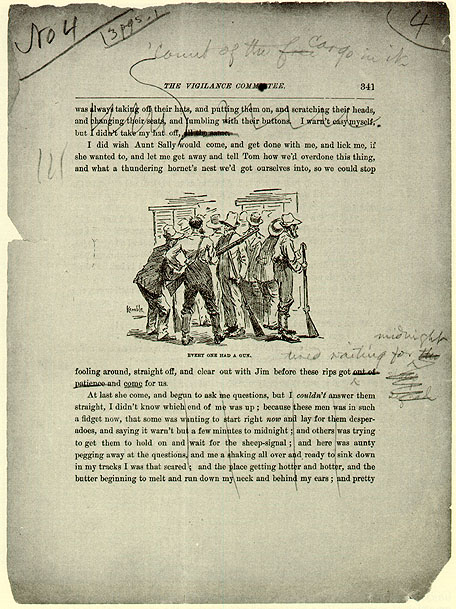 No 4
3 pgs.
4
count of the cargo in it
THE VIGILANCE COMMITTEE.
341
was always taking off their hats, and putting them on, and scratching their heads,
and changing their seats, and fumbling with their buttons. I warn't easy myself,
but I didn't take my hat off, all the same.
I did wish Aunt Sally would come, and get done with me, and lick me, if
she wanted to, and let me get away and tell Tom how we'd overdone this thing,
and what a thundering hornet's nest we'd got ourselves into, so we could stop
Kemble
EVERY ONE HAD A GUN.
midnight
tired waiting for
fooling around, straight off, and clear out with Jim before these rips got out of
patience and come for us.
At last she come, and begun to ask me questions, but I couldn't answer them
straight, I didn't know which end of me was up ; because these men was in such
a fidget now, that some was wanting to start right now and lay for them desper-
adoes, and saying it warn't but a few minutes to midnight ; and others was trying
to get them to hold on and wait for the sheep-signal ; and here was aunty
pegging away at the questions, and me a shaking all over and ready to sink down
in my tracks I was that scared ; and the place getting hotter and hotter, and the
butter beginning to melt and run down my neck and behind my ears ; and pretty